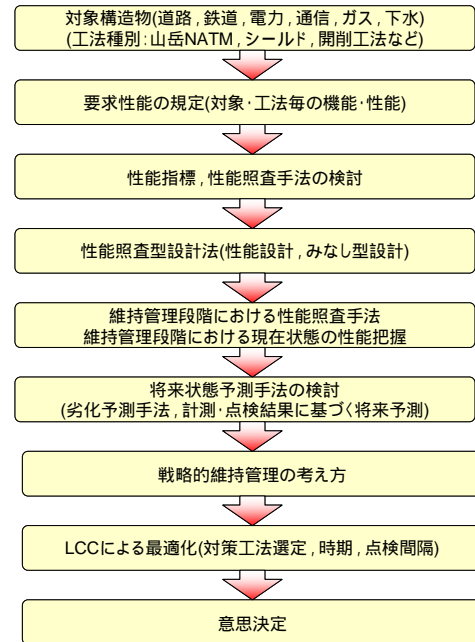 対象構造物(道路，鉄道，電力，通信，ガス，下水)
(工法種別：山岳NATM，シールド，開削工法など)
要求性能の規定(対象・工法毎の機能・性能)
性能指標，性能照査手法の検討
性能照査型設計法(性能設計，みなし型設計)
維持管理段階における性能照査手法
維持管理段階における現在状態の性能把握
将来状態予測手法の検討
(劣化予測手法，計測・点検結果に基づく将来予測)
戦略的維持管理の考え方
LCCによる最適化(対策工法選定，時期，点検間隔)
意思決定